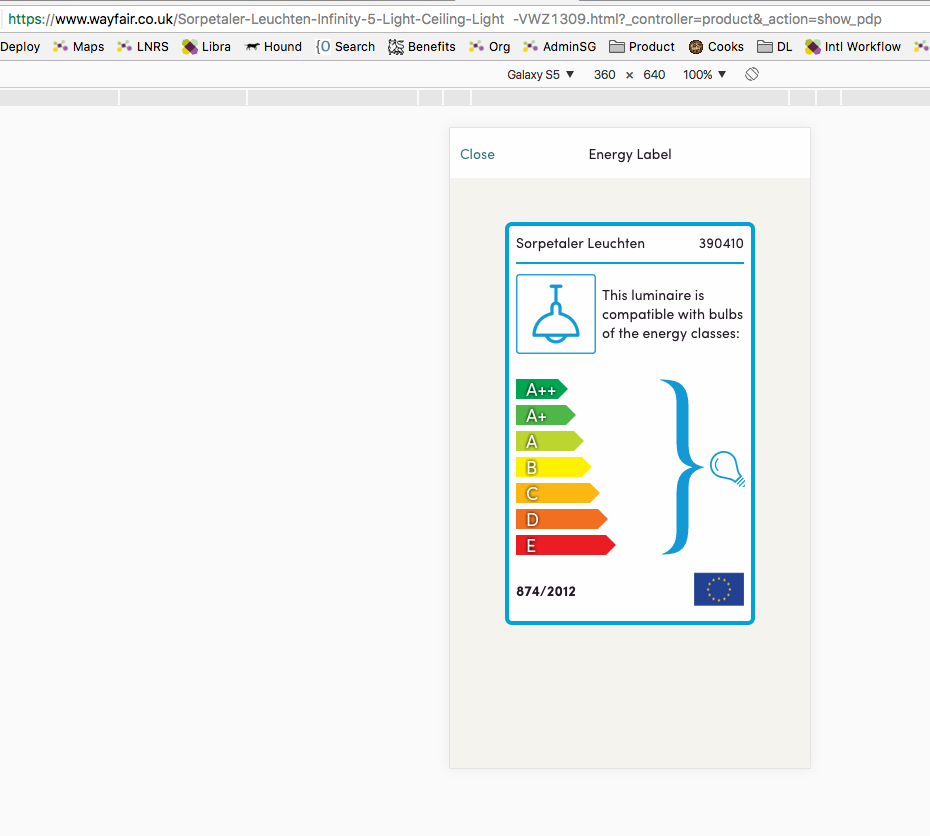 https://www.wayfair.co.uk/Sorpetaler-Leuchten-Infinity-5-Light-Ceiling-Light -VWZ1309.html?_controller=product&_action=show_pdp
Deploy Maps LNRS Libra Hound Search Benefits Org AdminSG Product Cooks DL Intl Workflow
Galaxy S5 ▼ 360 × 640 100% ▼
Close Energy Label
Sorpetaler Leuchten 390410
This luminaire is
compatible with bulbs
of the energy classes:
A++
A+
A
B
C
D
E
874/2012